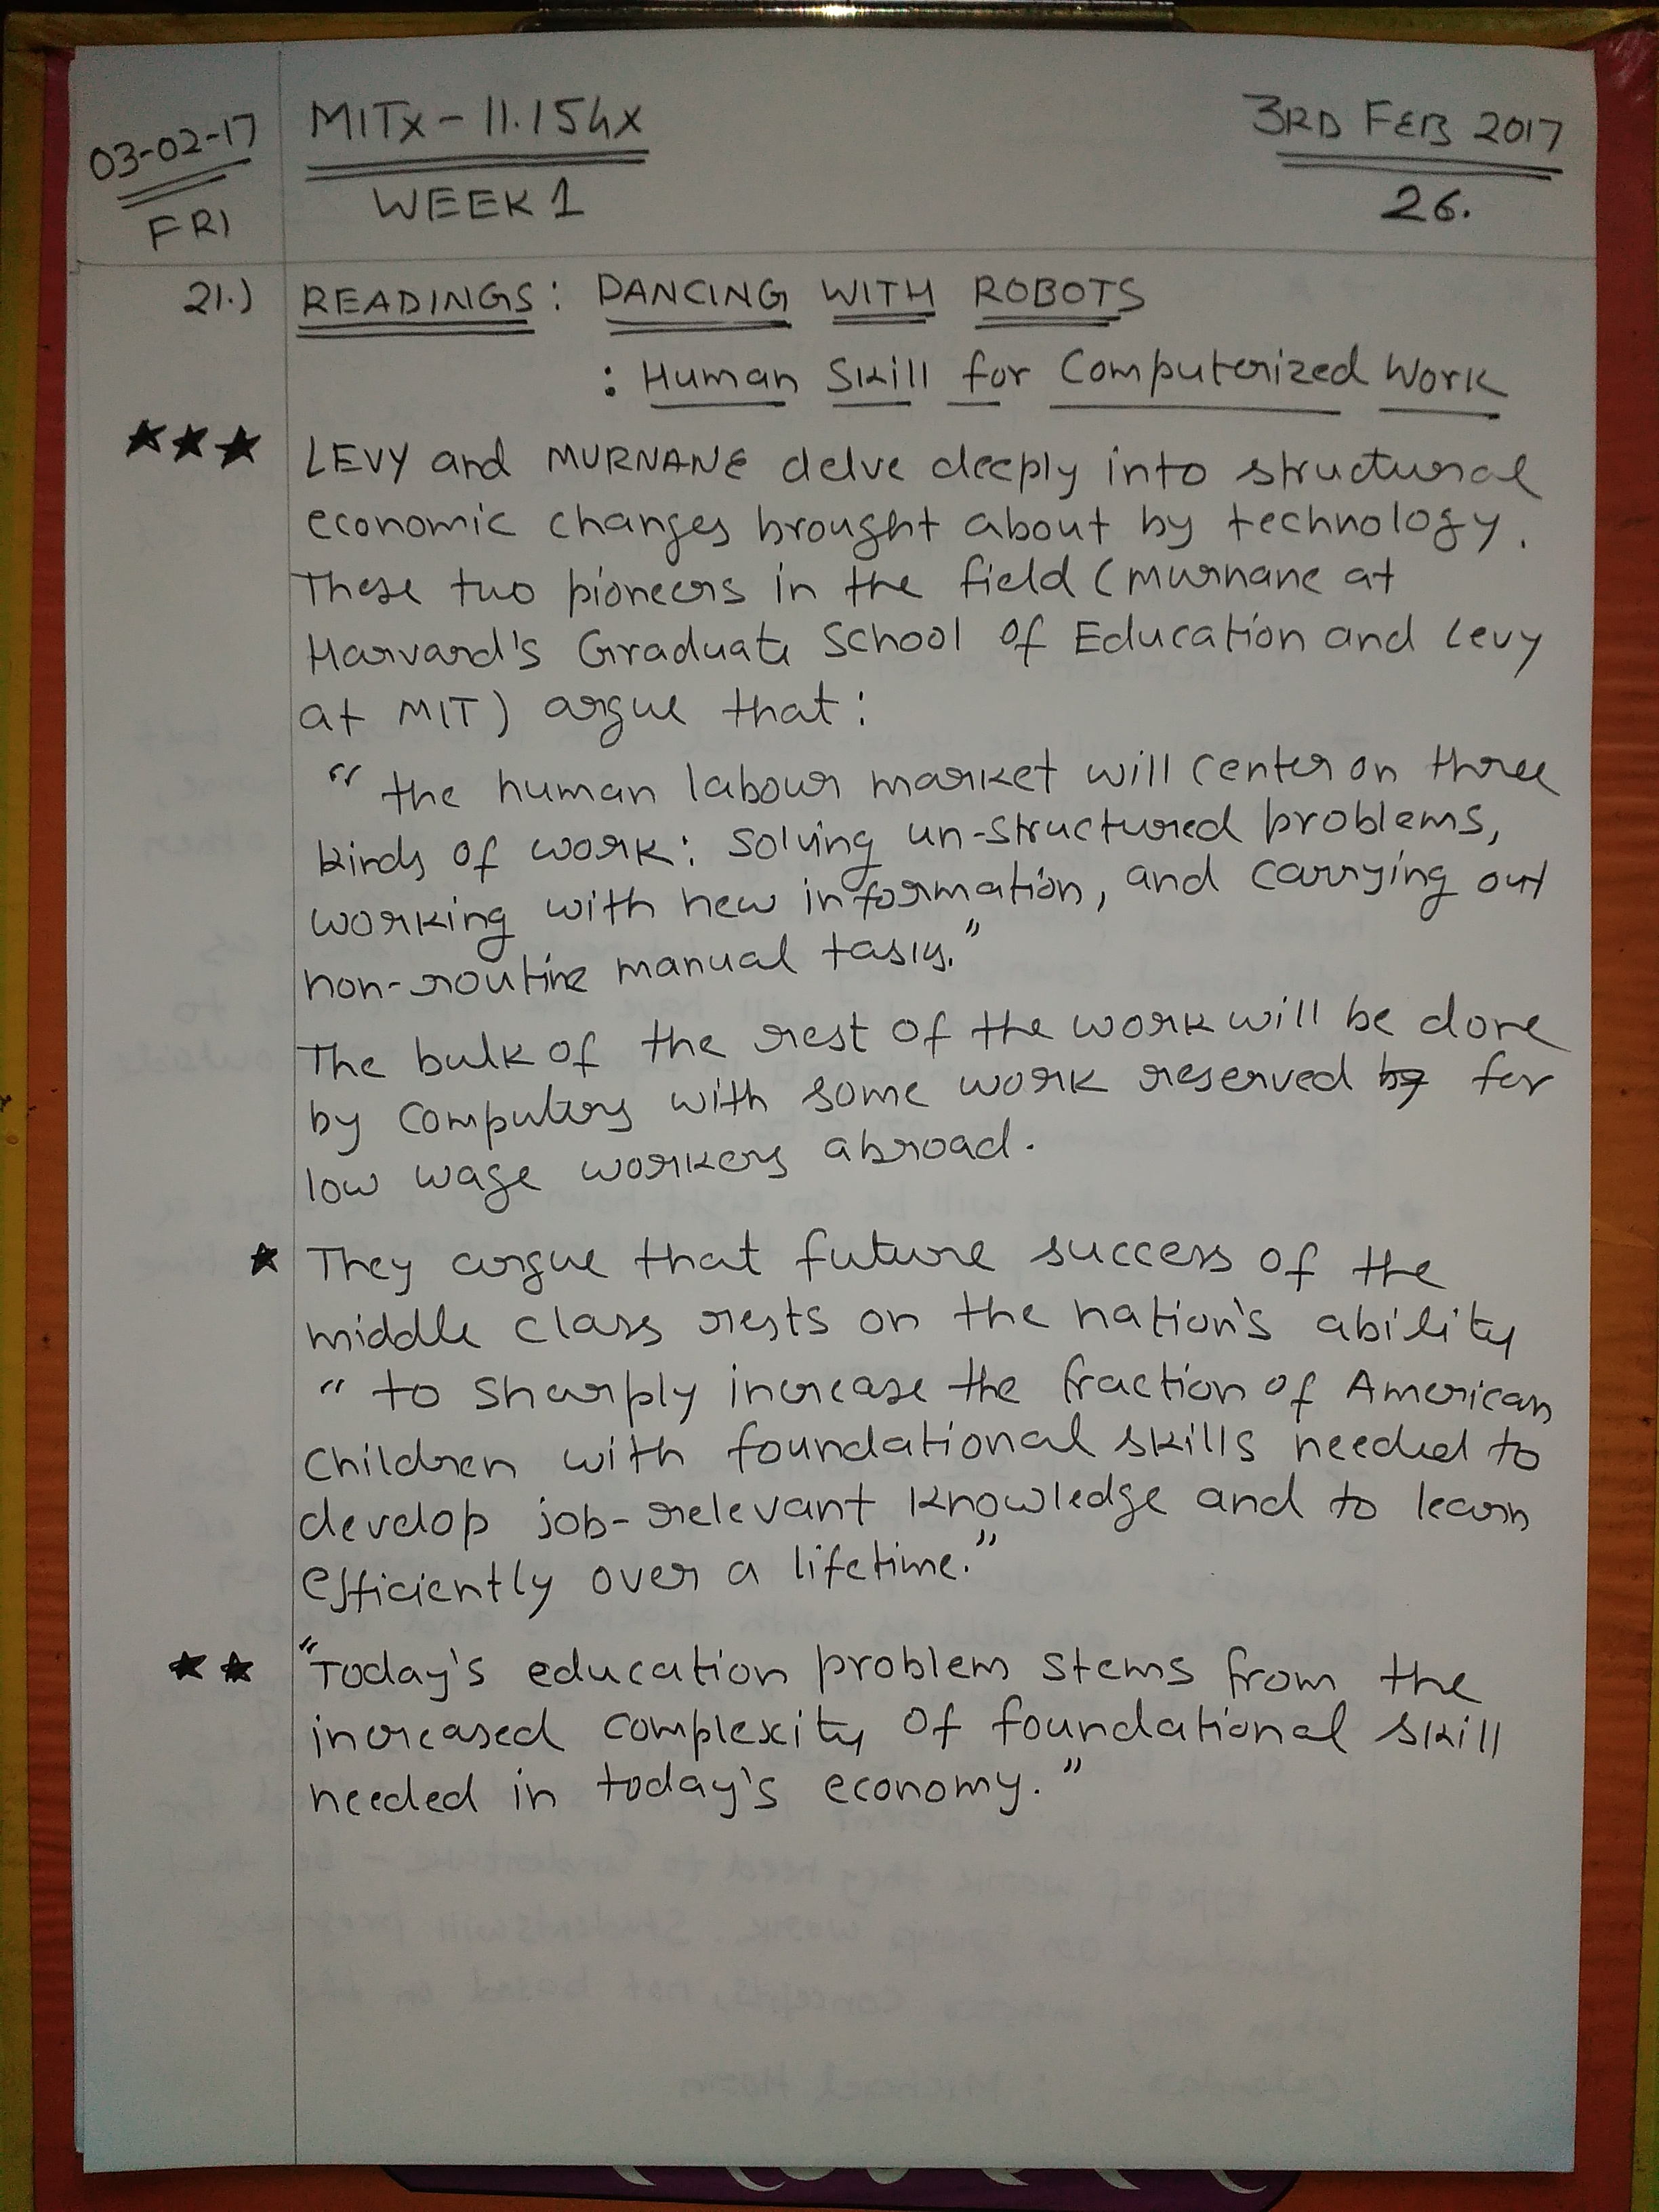 03-02-17
FRI
MITx - 11.154x
WEEK 1
3RD FEB 2017
26.
21.) READINGS: DANCING WITH ROBOTS
: Human Skill for Computerized Work
★★★ LEVY and MURNANE delve deeply into structural
economic changes brought about by technology.
These two pioneers in the field (Murnane at
Harvard's Graduate School of Education and Levy
at MIT) argue that:
"the human labour market will center on three
kinds of work: solving un-structured problems,
working with new information, and carrying out
non-routine manual tasks."
The bulk of the rest of the work will be done
by computers with some work reserved by for
low wage workers abroad.
★ They argue that future success of the
middle class rests on the nation's ability
"to sharply increase the fraction of American
children with foundational skills needed to
develop job-relevant knowledge and to learn
efficiently over a lifetime."
★★ "Today's education problem stems from the
increased complexity of foundational skill
needed in today's economy."